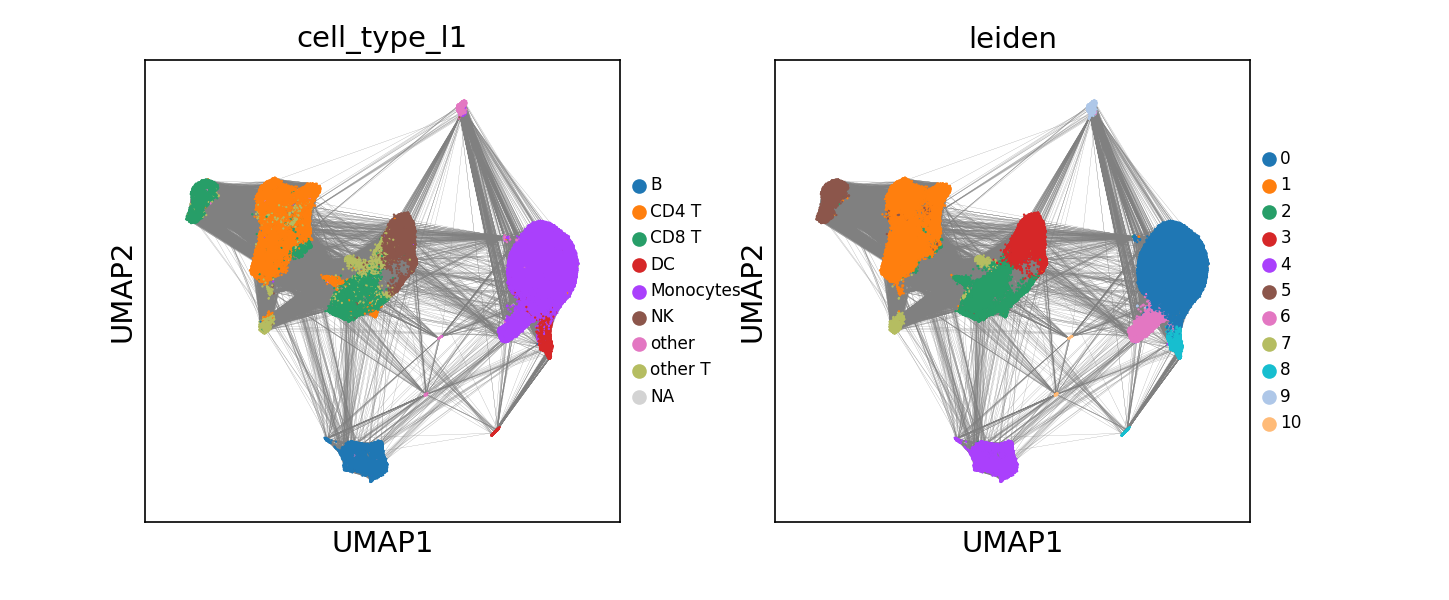 cell_type_l1
UMAP2
UMAP1
B
CD4 T
CD8 T
DC
Monocytes
NK
other
other T
NA
leiden
UMAP2
UMAP1
0
1
2
3
4
5
6
7
8
9
10